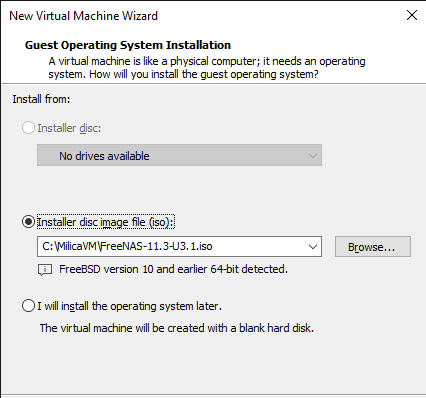 New Virtual Machine Wizard
Guest Operating System Installation
A virtual machine is like a physical computer; it needs an operating
system. How will you install the guest operating system?
Install from:
Installer disc:
No drives available
Installer disc image file (iso):
C:\MilicaVM\FreeNAS-11.3-U3.1.iso
Browse...
FreeBSD version 10 and earlier 64-bit detected.
I will install the operating system later.
The virtual machine will be created with a blank hard disk.